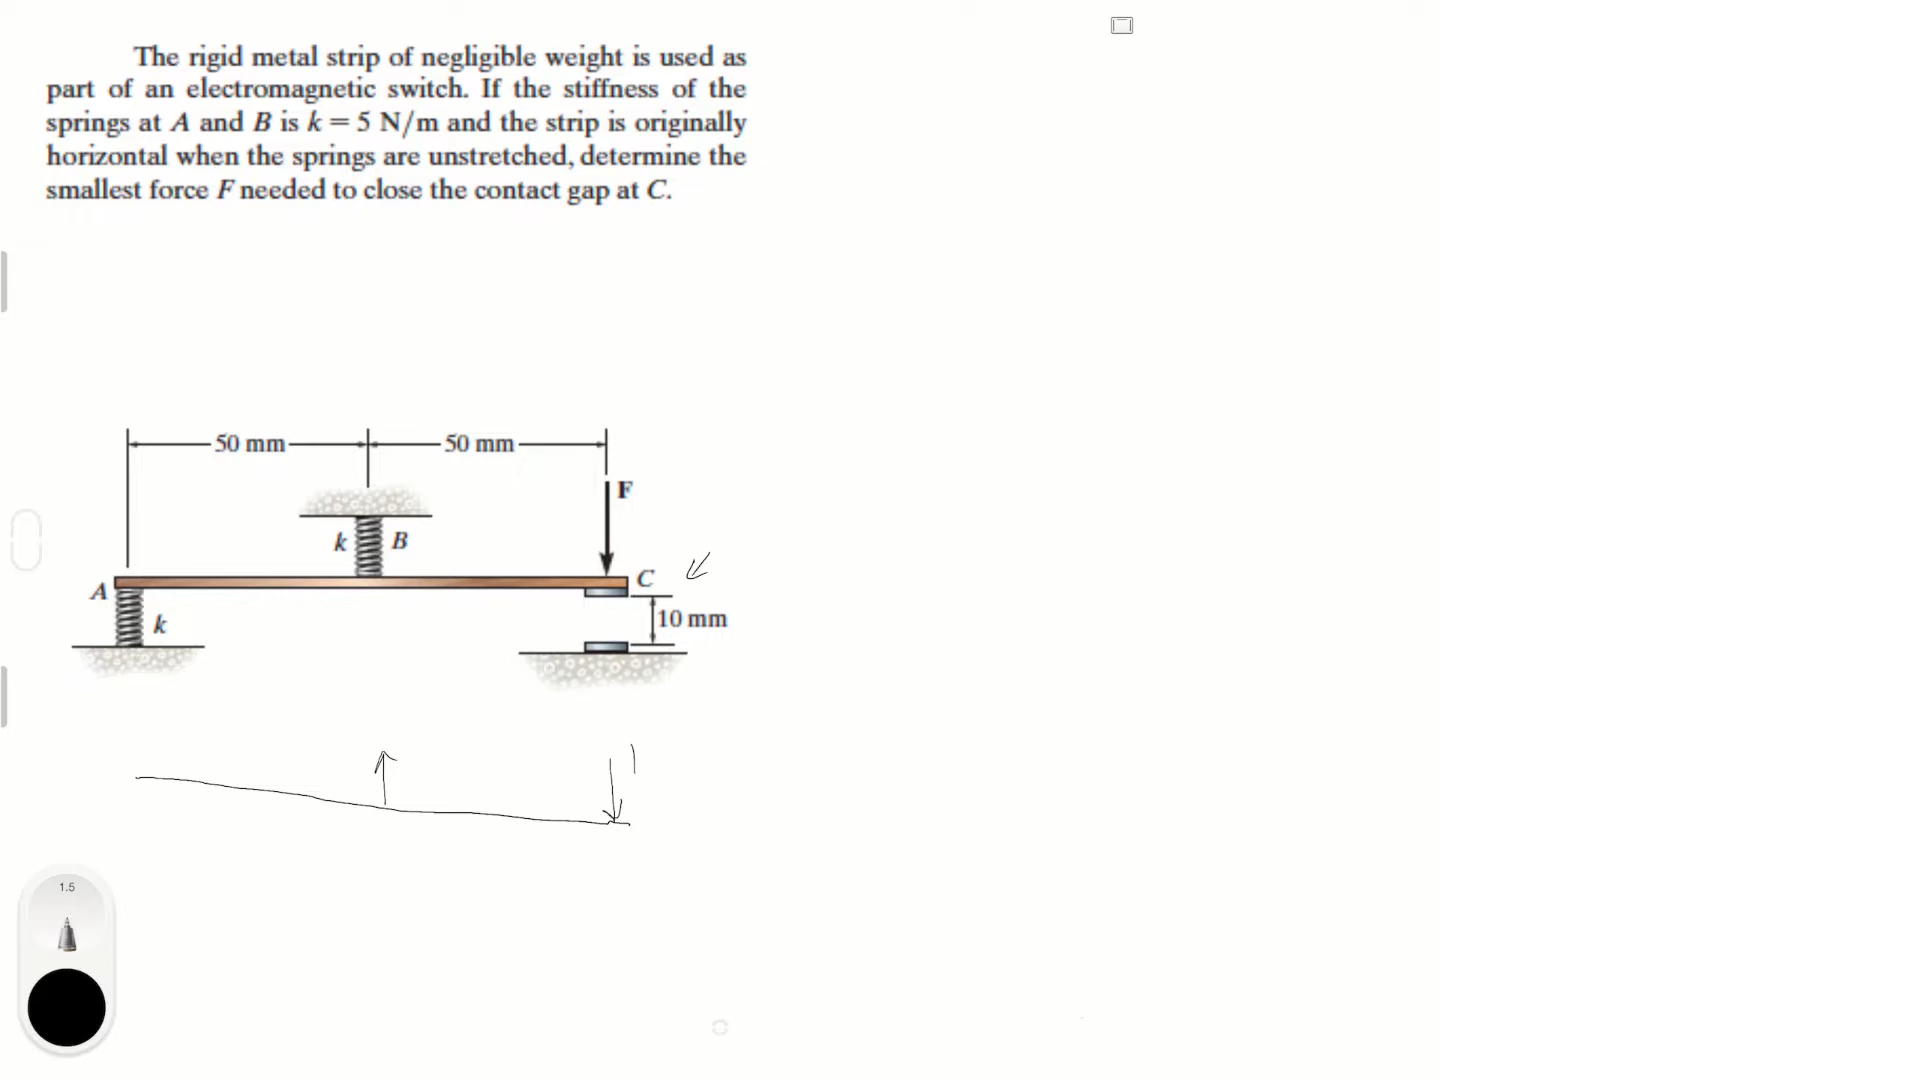 The rigid metal strip of negligible weight is used as
part of an electromagnetic switch. If the stiffness of the
springs at A and B is k = 5 N/m and the strip is originally
horizontal when the springs are unstretched, determine the
smallest force F needed to close the contact gap at C.
50 mm 50 mm
F
k B
A C
k 10 mm
1.5